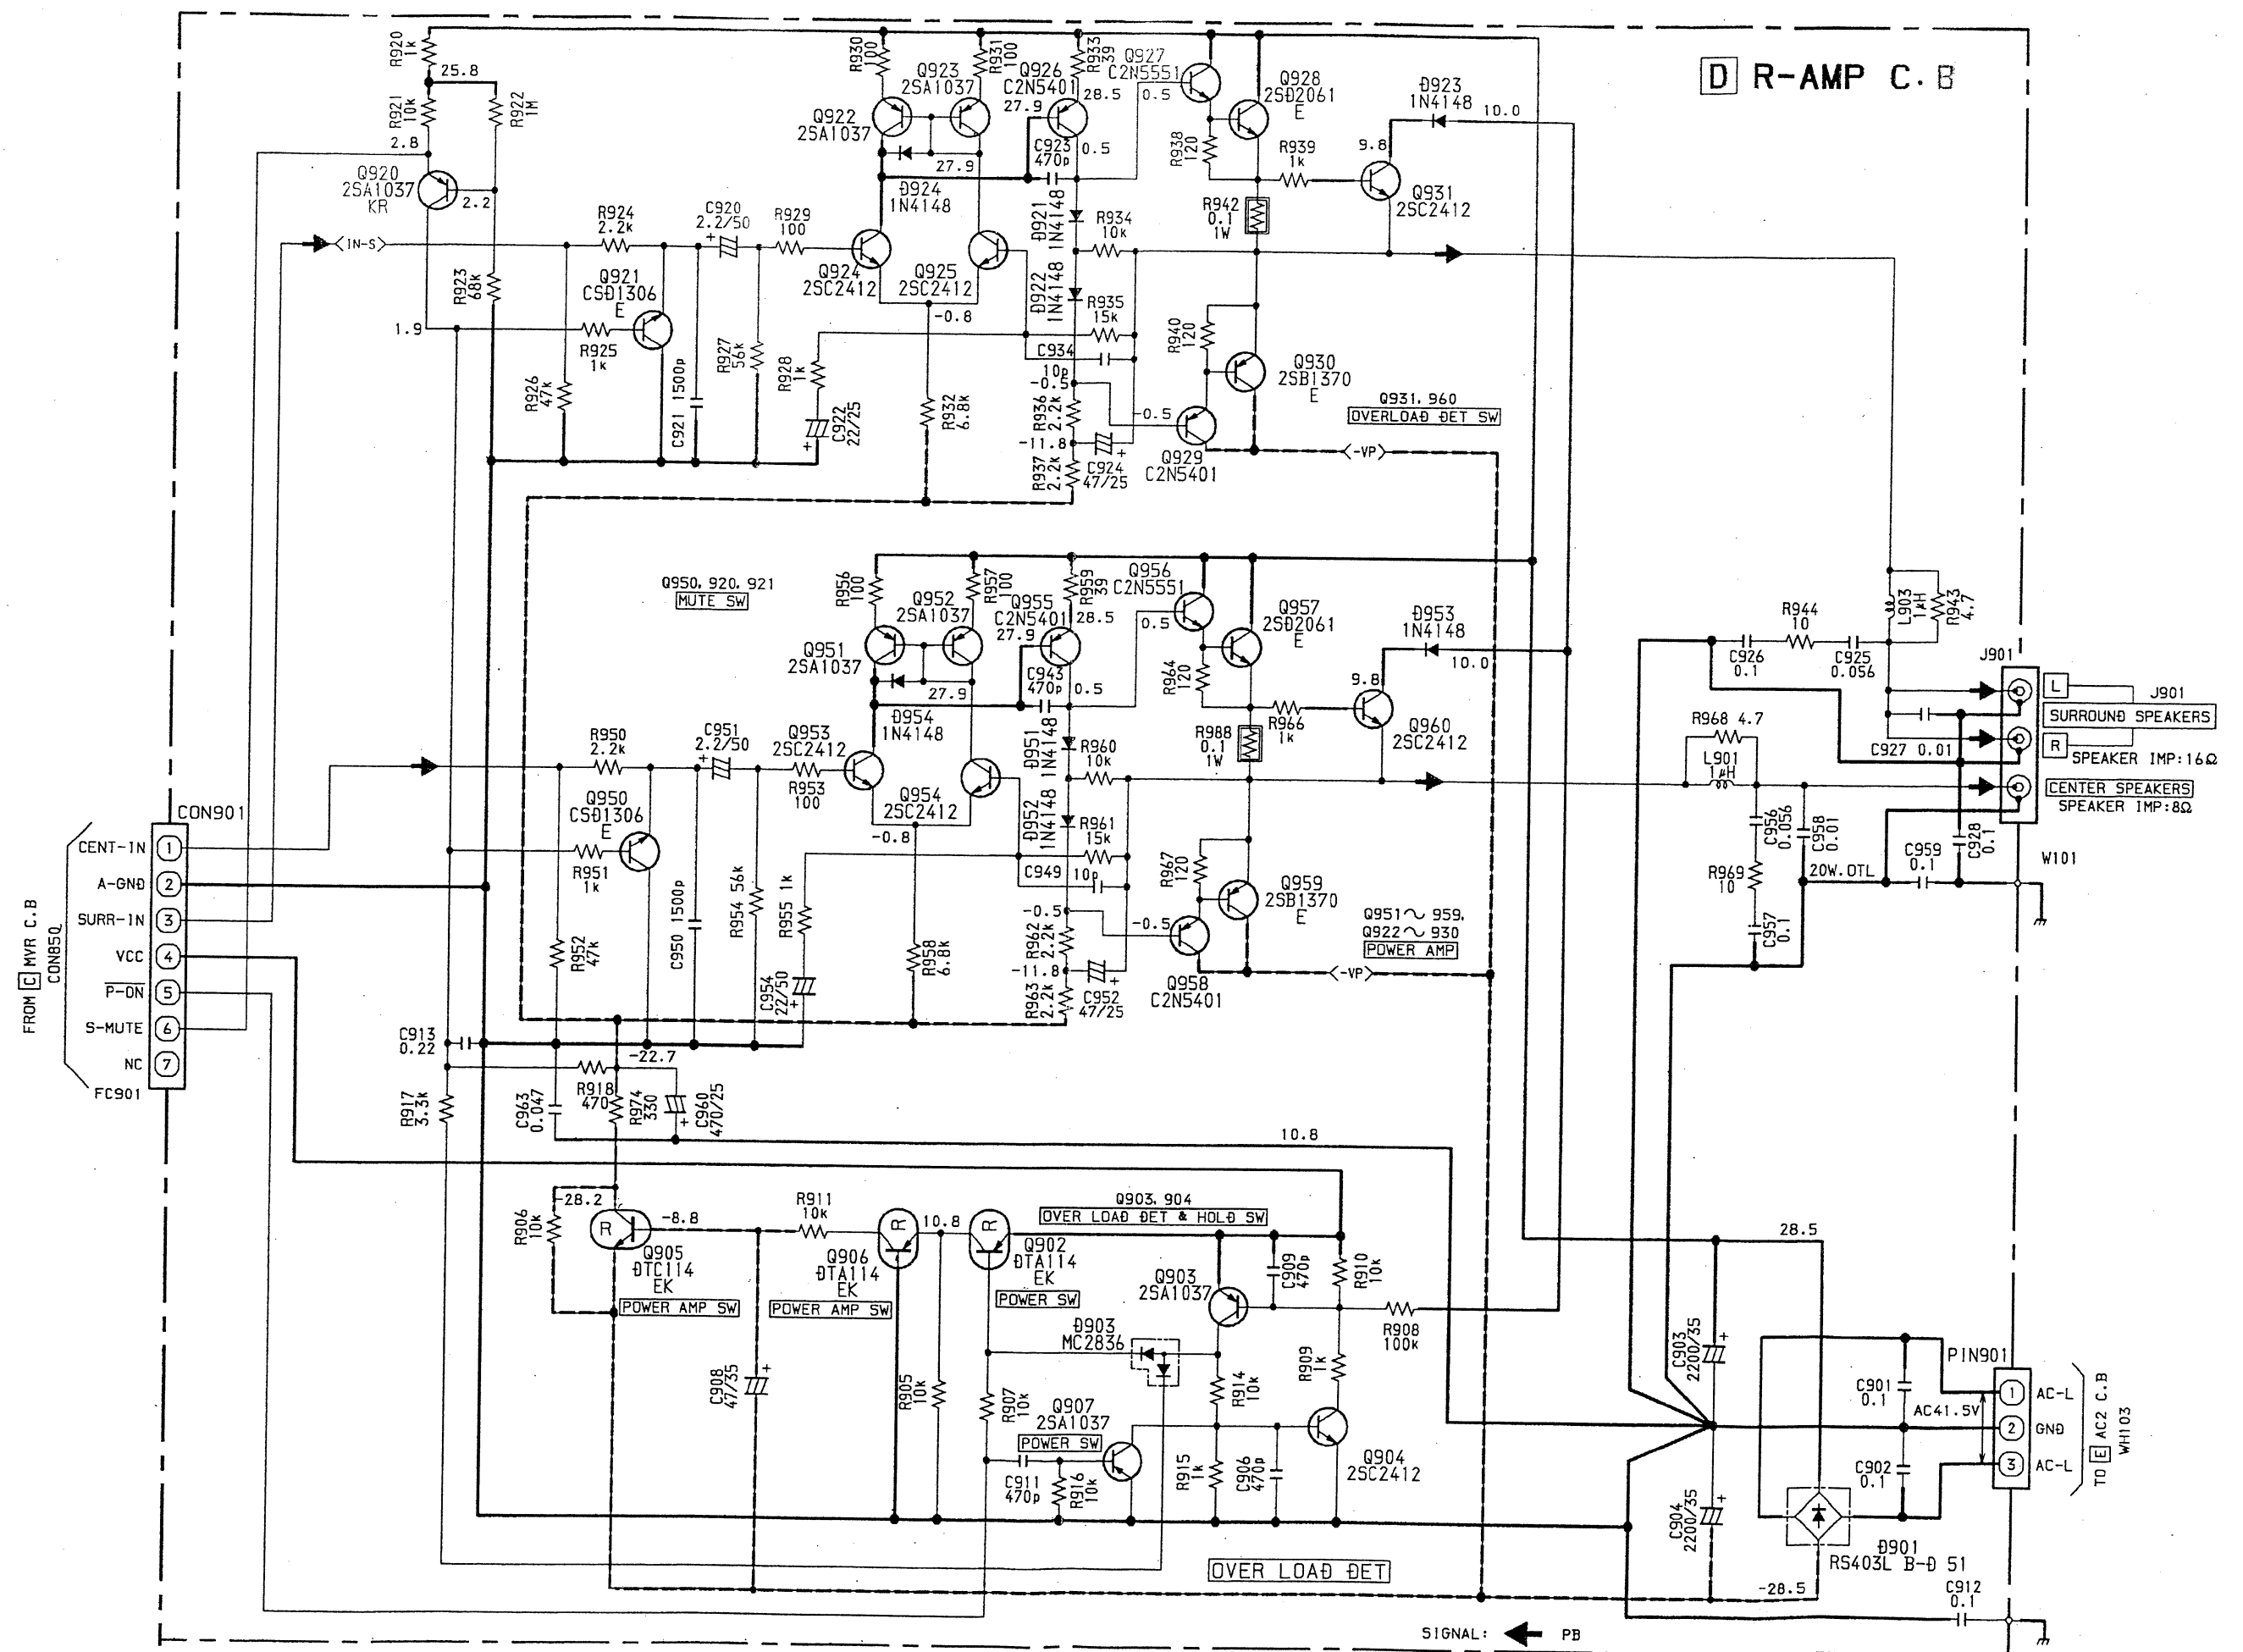 D R-AMP C.B
R920
1k
25.8
R921
10k
R922
1M
2.8
Q920
2SA1037
KR
2.2
IN-S
R923
68k
1.9
R924
2.2k
C920
2.2/50
R929
100
Q921
CSD1306
E
R925
1k
R926
47k
C921 1500p
R927
56k
R928
1k
C922
22/25
R930
100
Q923
2SA1037
R931
100
Q926
C2N5401
27.9
R933
39
28.5
Q922
2SA1037
27.9
D924
1N4148
C923
470p
0.5
Q924
2SC2412
Q925
2SC2412
-0.8
R932
6.8k
Q927
C2N5551
0.5
Q928
2SD2061
E
R938
120
R939
1k
D923
1N4148
10.0
9.8
Q931
2SC2412
D921
1N4148
R934
10k
R942
0.1
1W
D922
1N4148
R935
15k
C934
10p
-0.5
R936
2.2k
-11.8
R937
2.2k
C924
47/25
-0.5
R940
120
Q930
2SB1370
E
Q929
C2N5401
-VP
Q931.960
OVERLOAD DET SW
Q950.920.921
MUTE SW
R956
100
Q952
2SA1037
R957
100
Q955
C2N5401
27.9
R959
39
28.5
Q951
2SA1037
27.9
D954
1N4148
C943
470p
0.5
Q956
C2N5551
0.5
Q957
2SD2061
E
R964
120
R966
1k
D953
1N4148
10.0
9.8
Q960
2SC2412
R988
0.1
1W
R950
2.2k
C951
2.2/50
Q953
2SC2412
R953
100
Q954
2SC2412
-0.8
D951
1N4148
R960
10k
D952
1N4148
R961
15k
C949
10p
-0.5
R962
2.2k
-11.8
R963
2.2k
C952
47/25
-0.5
R967
120
Q959
2SB1370
E
Q958
C2N5401
-VP
Q951~959.
Q922~930
POWER AMP
Q950
CSD1306
E
R951
1k
R952
47k
C950 1500p
R954 56k
R955 1k
C954
22/50
R958
6.8k
CON901
CENT-IN 1
A-GND 2
SURR-IN 3
VCC 4
P-ON 5
S-MUTE 6
NC 7
FC901
FROM C MVR C.B
CON850
C913
0.22
-22.7
R917
3.3k
R918
470
C963
0.047
R974
330
C960
470/25
10.8
R944
10
C926
0.1
C925
0.056
L903
1μH
R943
4.7
J901
L
R
J901
SURROUND SPEAKERS
SPEAKER IMP:16Ω
CENTER SPEAKERS
SPEAKER IMP:8Ω
C927 0.01
R968 4.7
L901
1μH
C956
0.056
C958
0.01
R969
10
C957
0.1
20W.OTL
C959
0.1
C928
0.1
W101
R906
10k
-28.2
-8.8
Q905
DTC114
EK
POWER AMP SW
R
R911
10k
R
10.8
Q906
DTA114
EK
POWER AMP SW
R
Q902
DTA114
EK
POWER SW
Q903.904
OVER LOAD DET & HOLD SW
Q903
2SA1037
C909
470p
R910
10k
R908
100k
D903
MC2836
R909
1k
C908
47/35
R905
10k
R907
10k
Q907
2SA1037
POWER SW
R914
10k
C911
470p
R916
10k
R915
1k
C906
470p
Q904
2SC2412
28.5
C903
2200/35
C904
2200/35
C901
0.1
C902
0.1
AC41.5V
PIN901
1 AC-L
2 GND
3 AC-L
TO E AC2 C.B
WH103
D901
RS403L B-D 51
-28.5
C912
0.1
OVER LOAD DET
SIGNAL: PB